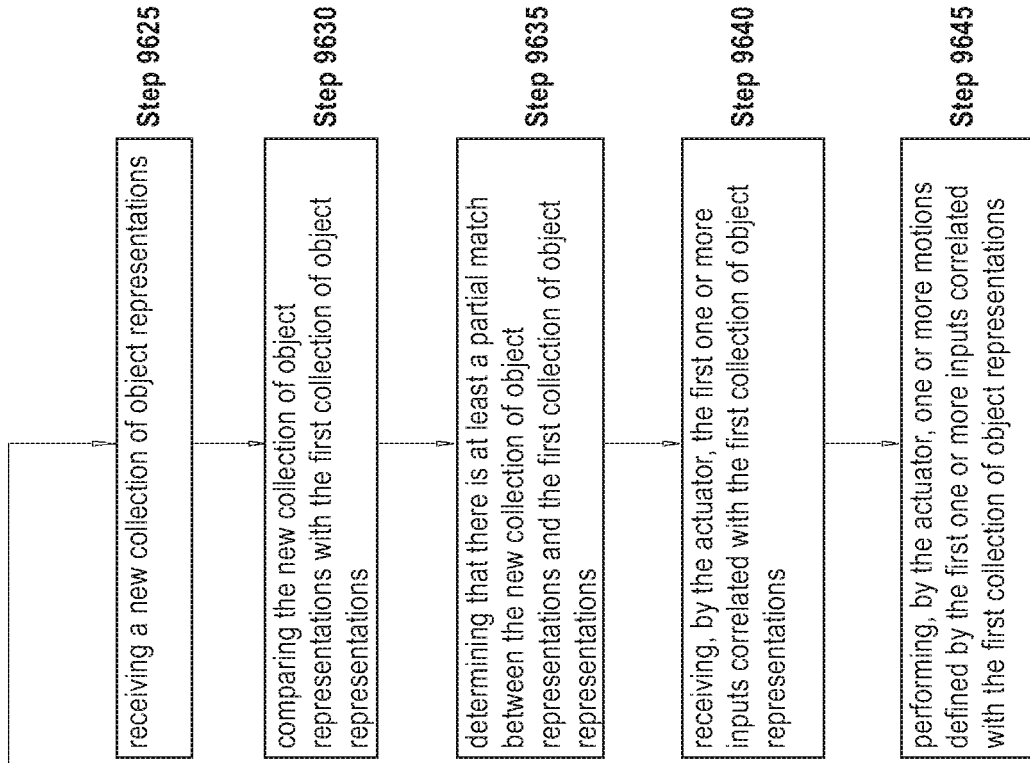 receiving a new collection of object representations
Step 9625
comparing the new collection of object
representations with the first collection of object
representations
Step 9630
determining that there is at least a partial match
between the new collection of object
representations and the first collection of object
representations
Step 9635
receiving, by the actuator, the first one or more
inputs correlated with the first collection of object
representations
Step 9640
performing, by the actuator, one or more motions
defined by the first one or more inputs correlated
with the first collection of object representations
Step 9645